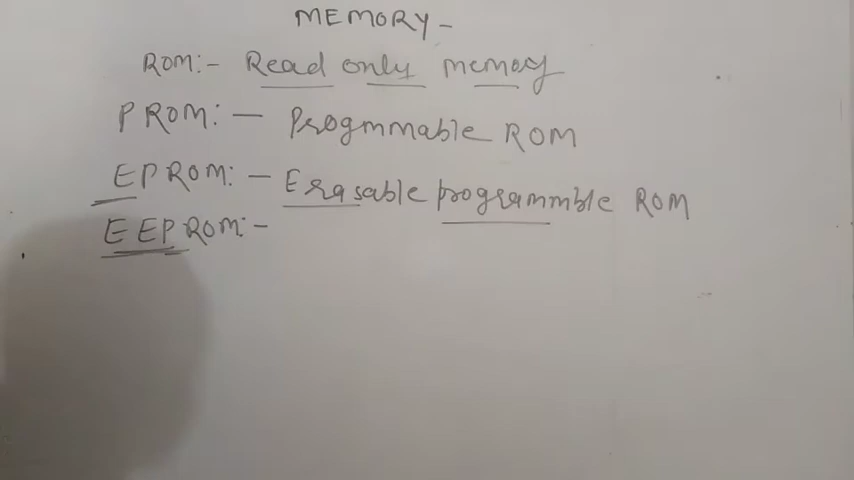 MEMORY -
ROM:- Read only memory
PROM:- Progmmable ROM
EPROM:- Erasable programmble ROM
EEPROM:-